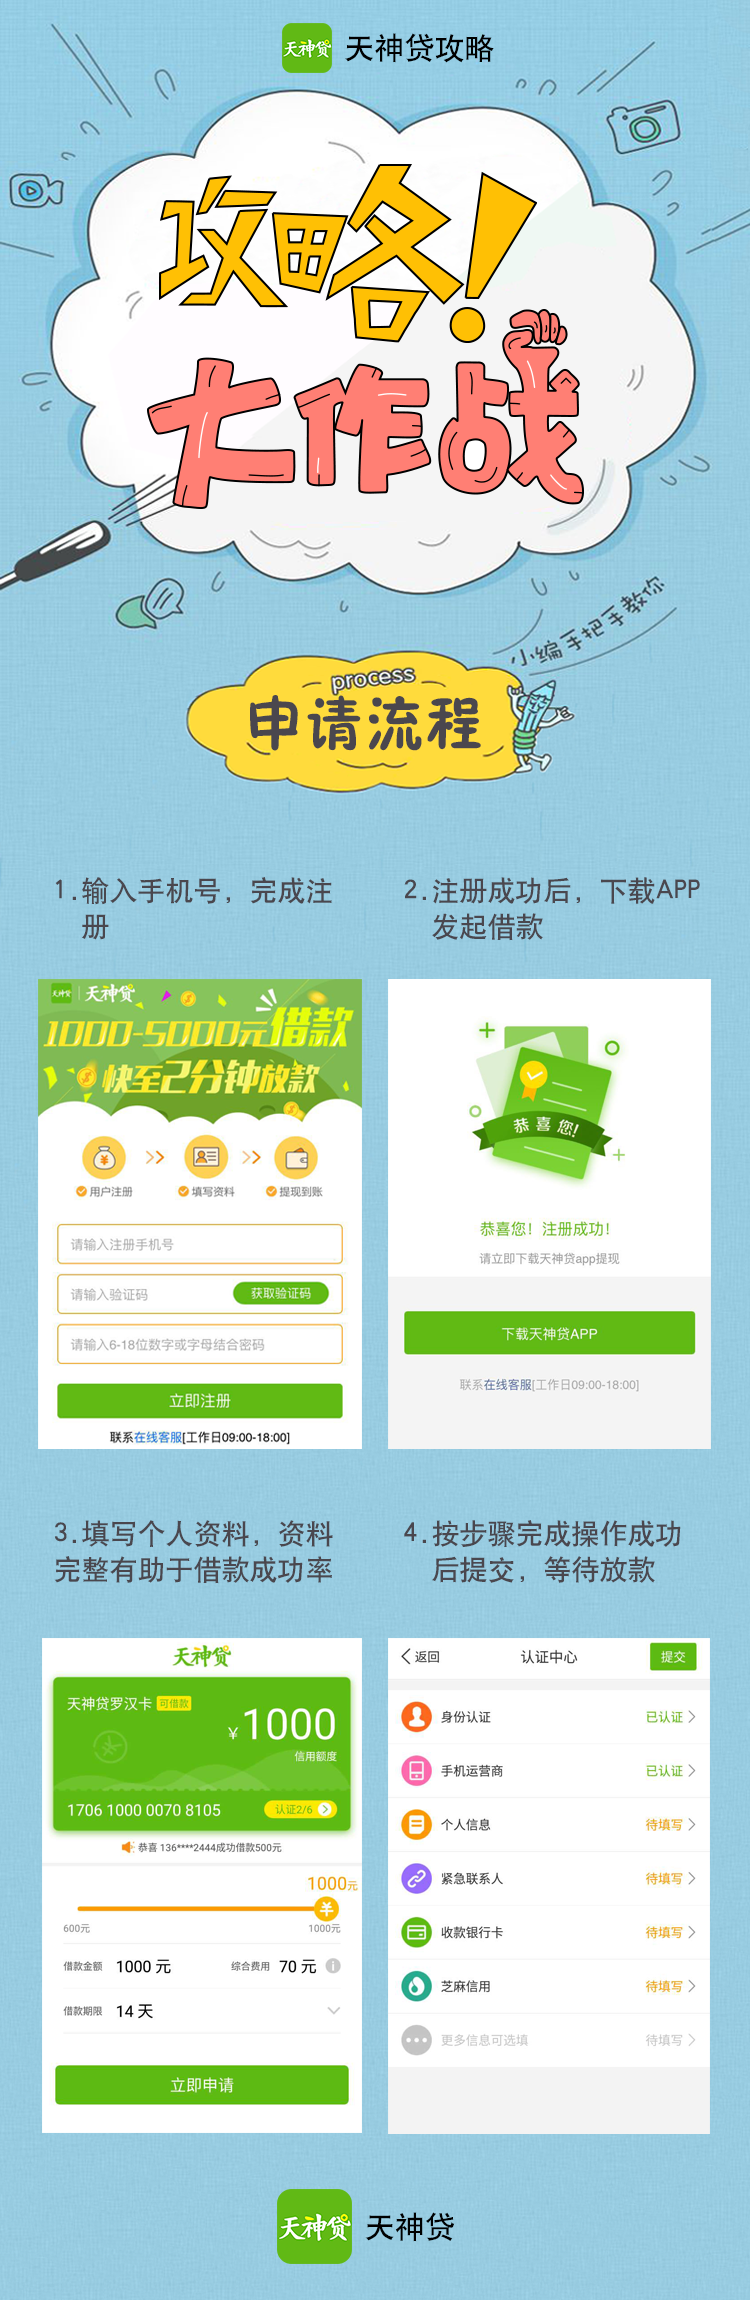 天神贷 天神贷攻略
攻略!
大作战
小编手把手教你
process
申请流程
1.输入手机号，完成注
册
2.注册成功后，下载APP
发起借款
天神贷 天神贷
1000-5000元借款
快至2分钟放款
用户注册 填写资料 提现到账
请输入注册手机号
请输入验证码 获取验证码
请输入6-18位数字或字母结合密码
立即注册
联系在线客服[工作日09:00-18:00]
恭喜您!
恭喜您！注册成功！
请立即下载天神贷app提现
下载天神贷APP
联系在线客服[工作日09:00-18:00]
3.填写个人资料，资料
完整有助于借款成功率
4.按步骤完成操作成功
后提交，等待放款
天神贷
天神贷罗汉卡 可借款
¥1000
信用额度
1706 1000 0070 8105 认证2/6
恭喜 136****2444成功借款500元
1000元
600元 1000元
借款金额 1000 元 综合费用 70 元
借款期限 14 天
立即申请
返回 认证中心 提交
身份认证 已认证
手机运营商 已认证
个人信息 待填写
紧急联系人 待填写
收款银行卡 待填写
芝麻信用 待填写
更多信息可选填 待填写
天神贷 天神贷